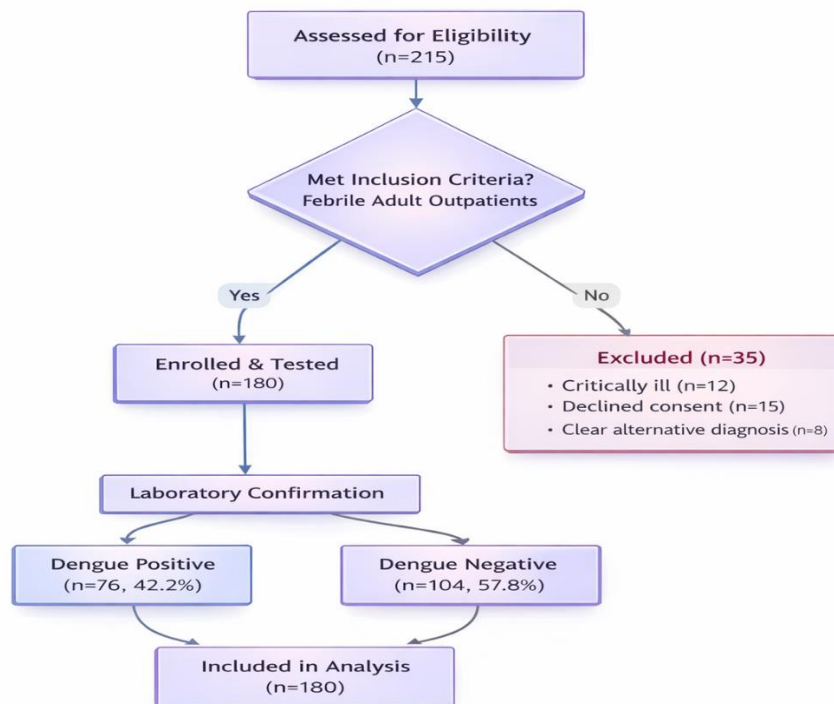 Assessed for Eligibility
(n=215)
Met Inclusion Criteria?
Febrile Adult Outpatients
Yes
No
Enrolled & Tested
(n=180)
Excluded (n=35)
• Critically ill (n=12)
• Declined consent (n=15)
• Clear alternative diagnosis (n=8)
Laboratory Confirmation
Dengue Positive
(n=76, 42.2%)
Dengue Negative
(n=104, 57.8%)
Included in Analysis
(n=180)